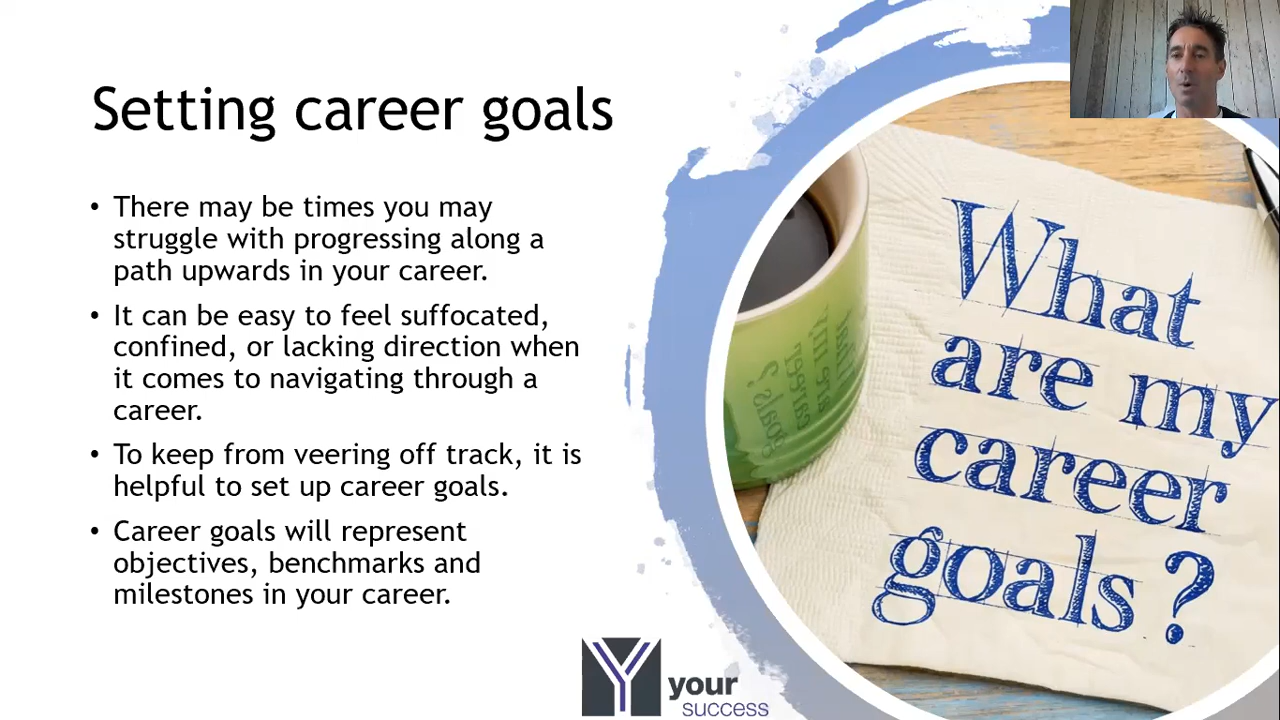 Setting career goals
• There may be times you may
struggle with progressing along a
path upwards in your career.
• It can be easy to feel suffocated,
confined, or lacking direction when
it comes to navigating through a
career.
• To keep from veering off track, it is
helpful to set up career goals.
• Career goals will represent
objectives, benchmarks and
milestones in your career.
What
are my
career
goals?
Y your
success